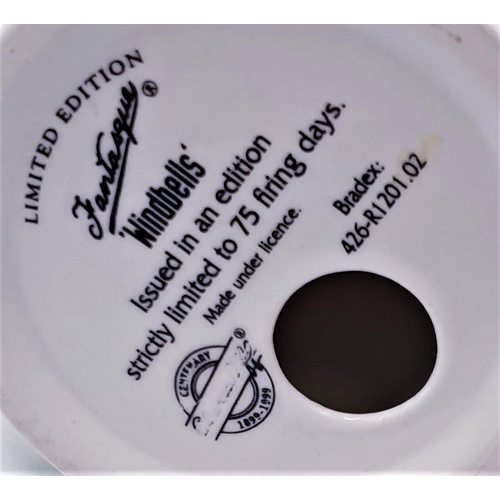 LIMITED EDITION
Fantasque ®
'Windbells'
Issued in an edition
strictly limited to 75 firing days.
Made under licence.
Bradex:
426-R1201.02
CENTENARY ®
1899-1999